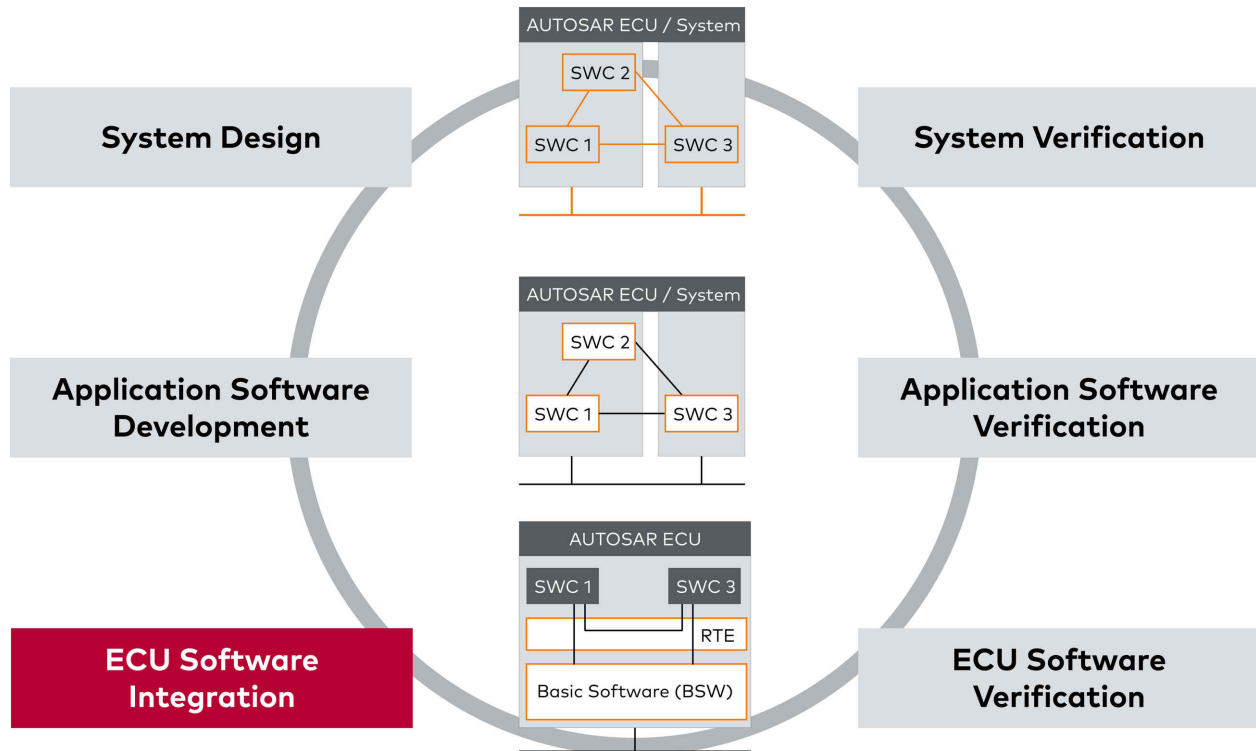 AUTOSAR ECU / System
SWC 2
SWC 1
SWC 3
System Design
System Verification
AUTOSAR ECU / System
SWC 2
SWC 1
SWC 3
Application Software
Development
Application Software
Verification
AUTOSAR ECU
SWC 1
SWC 3
RTE
Basic Software (BSW)
ECU Software
Integration
ECU Software
Verification